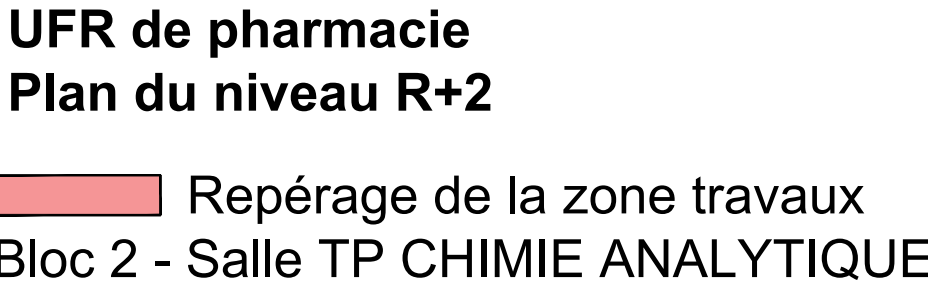 UFR de pharmacie
Plan du niveau R+2
Repérage de la zone travaux
Bloc 2 - Salle TP CHIMIE ANALYTIQUE